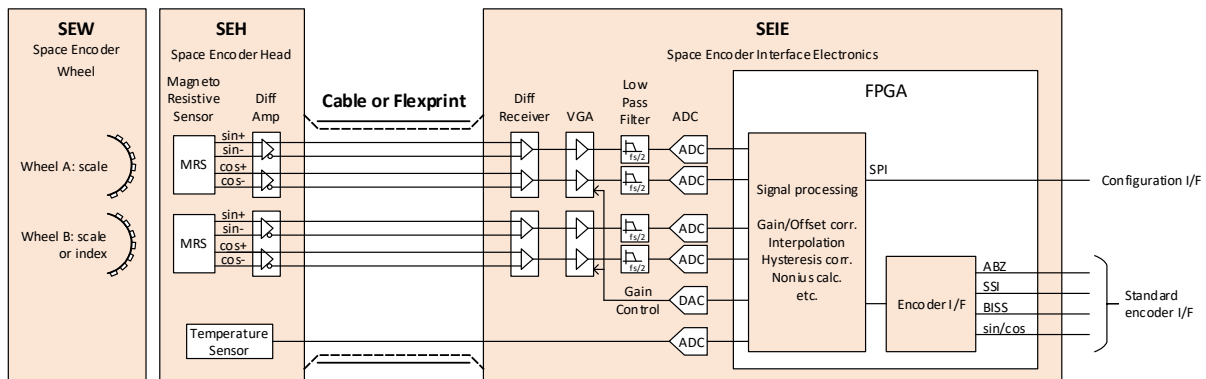 SEW
Space Encoder
Wheel
Wheel A: scale
Wheel B: scale
or index
SEH
Space Encoder Head
Magneto
Resistive
Sensor
Diff
Amp
MRS
sin+
sin-
cos+
cos-
MRS
sin+
sin-
cos+
cos-
Temperature
Sensor
Cable or Flexprint
SEIE
Space Encoder Interface Electronics
Diff
Receiver
VGA
Low
Pass
Filter
ADC
fs/2
ADC
fs/2
ADC
fs/2
ADC
fs/2
ADC
Gain
Control
DAC
ADC
FPGA
Signal processing
Gain/Offset corr.
Interpolation
Hysteresis corr.
Nonius calc.
etc.
SPI
Configuration I/F
Encoder I/F
ABZ
SSI
BISS
sin/cos
Standard
encoder I/F